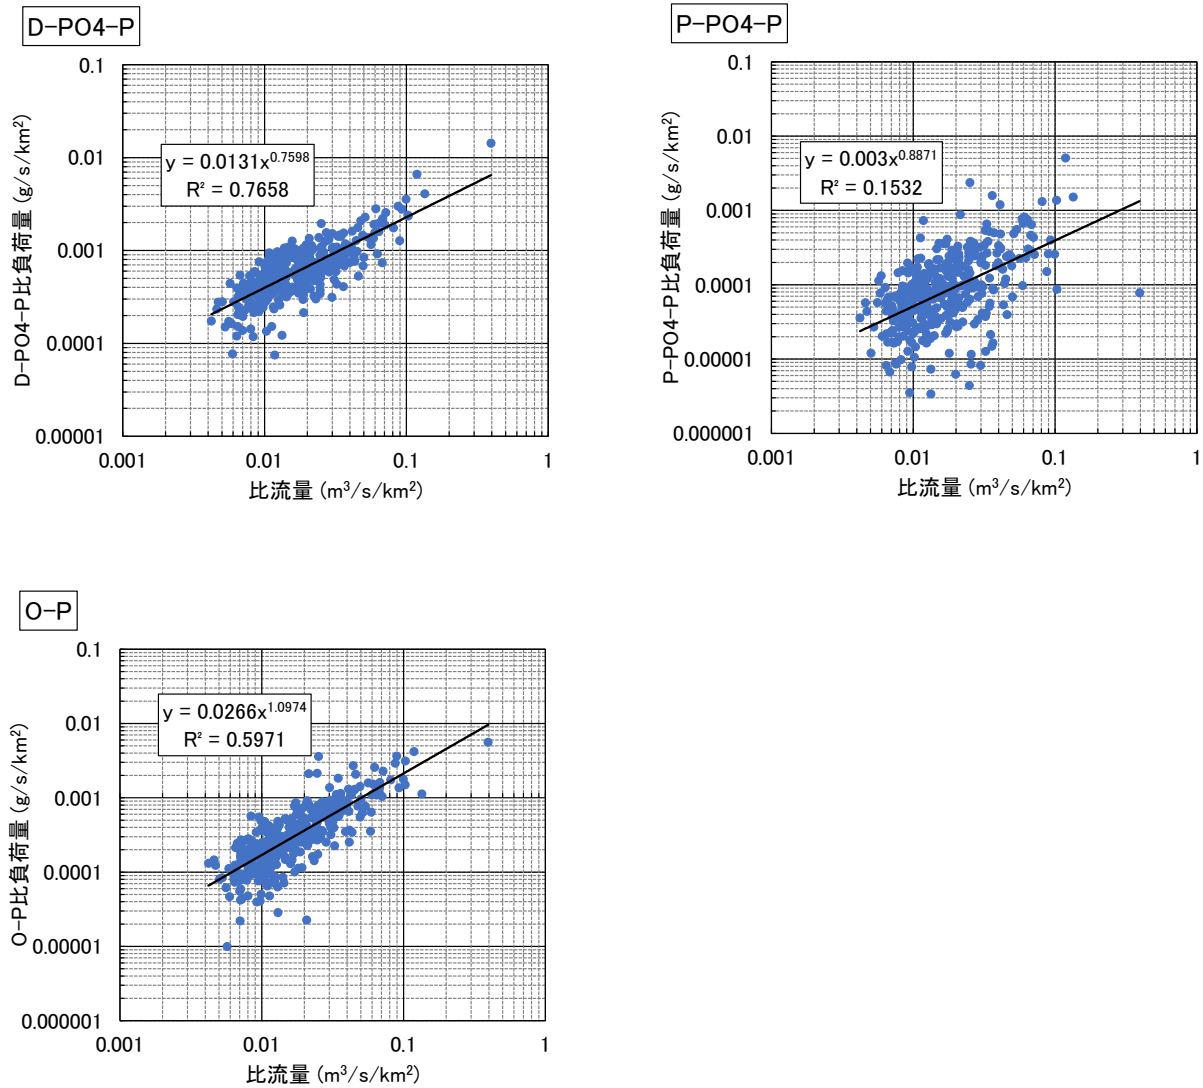 D-PO4-P
0.1
0.01
0.001
0.0001
0.00001
D-PO4-P比負荷量 (g/s/km²)
y = 0.0131x^0.7598
R² = 0.7658
0.001 0.01 0.1 1
比流量 (m³/s/km²)
P-PO4-P
0.1
0.01
0.001
0.0001
0.00001
0.000001
P-PO4-P比負荷量 (g/s/km²)
y = 0.003x^0.8871
R² = 0.1532
0.001 0.01 0.1 1
比流量 (m³/s/km²)
O-P
0.1
0.01
0.001
0.0001
0.00001
0.000001
O-P比負荷量 (g/s/km²)
y = 0.0266x^1.0974
R² = 0.5971
0.001 0.01 0.1 1
比流量 (m³/s/km²)